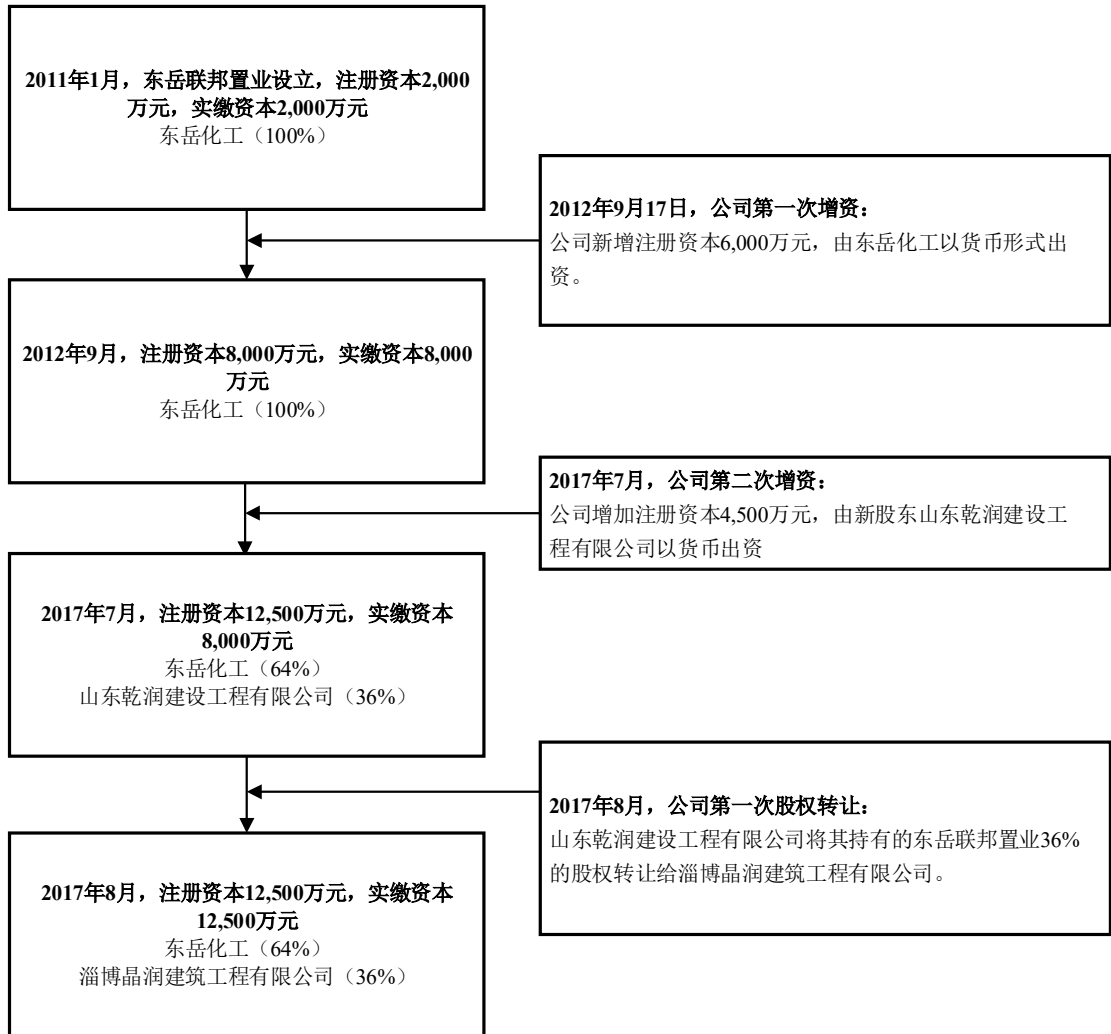 2011年1月，东岳联邦置业设立，注册资本2,000
万元，实缴资本2,000万元
东岳化工（100%）
2012年9月17日，公司第一次增资：
公司新增注册资本6,000万元，由东岳化工以货币形式出
资。
2012年9月，注册资本8,000万元，实缴资本8,000
万元
东岳化工（100%）
2017年7月，公司第二次增资：
公司增加注册资本4,500万元，由新股东山东乾润建设工
程有限公司以货币出资
2017年7月，注册资本12,500万元，实缴资本
8,000万元
东岳化工（64%）
山东乾润建设工程有限公司（36%）
2017年8月，公司第一次股权转让：
山东乾润建设工程有限公司将其持有的东岳联邦置业36%
的股权转让给淄博晶润建筑工程有限公司。
2017年8月，注册资本12,500万元，实缴资本
12,500万元
东岳化工（64%）
淄博晶润建筑工程有限公司（36%）